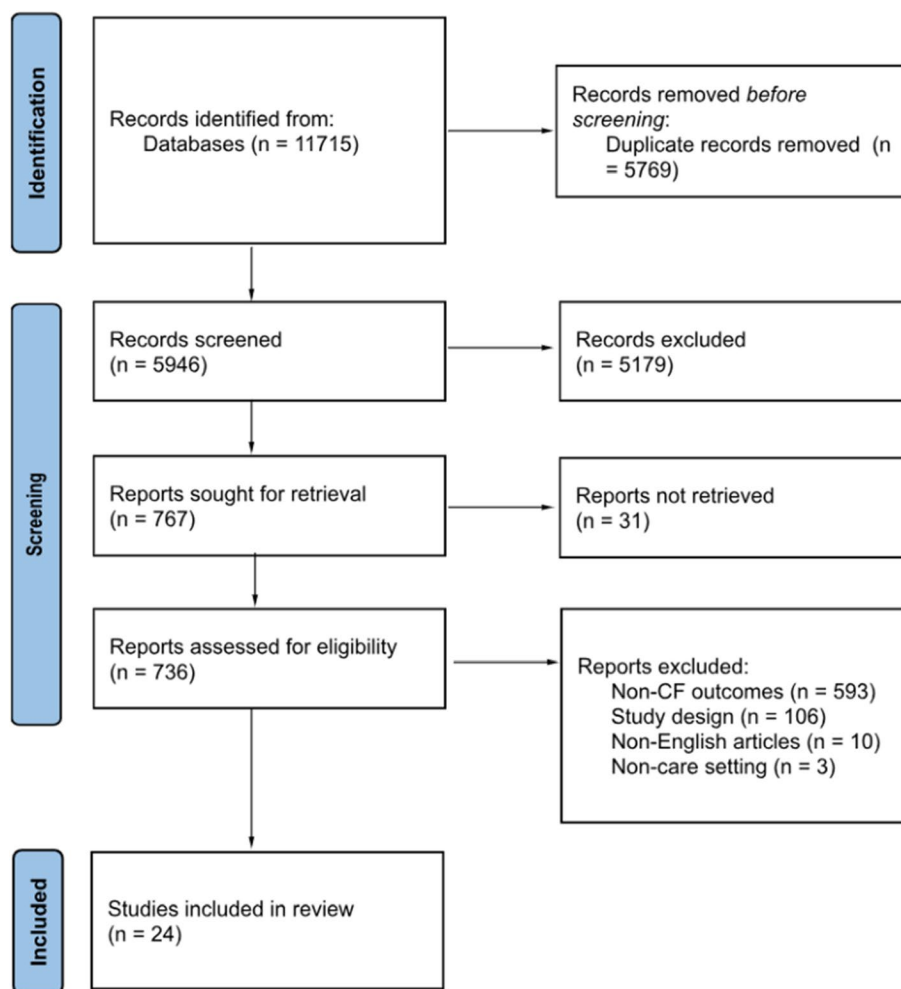 Identification
Records identified from:
Databases (n = 11715)
Records removed before
screening:
Duplicate records removed (n
= 5769)
Screening
Records screened
(n = 5946)
Records excluded
(n = 5179)
Reports sought for retrieval
(n = 767)
Reports not retrieved
(n = 31)
Reports assessed for eligibility
(n = 736)
Reports excluded:
Non-CF outcomes (n = 593)
Study design (n = 106)
Non-English articles (n = 10)
Non-care setting (n = 3)
Included
Studies included in review
(n = 24)